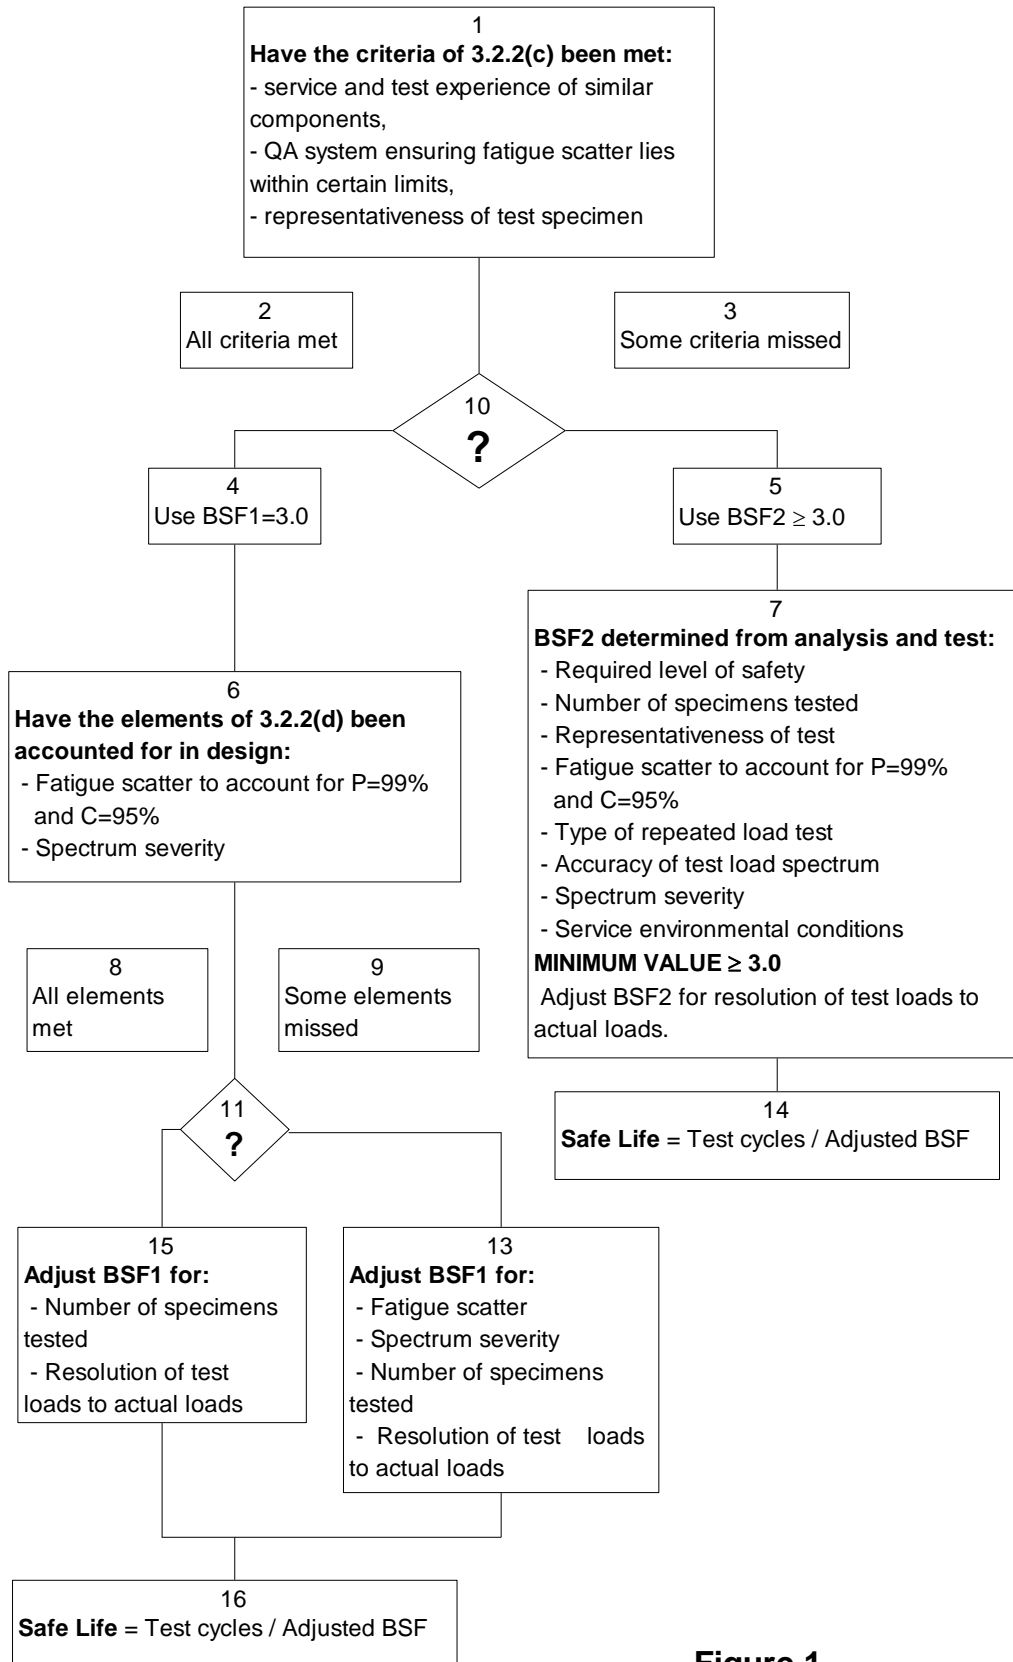 1
Have the criteria of 3.2.2(c) been met:
- service and test experience of similar
components,
- QA system ensuring fatigue scatter lies
within certain limits,
- representativeness of test specimen
2
All criteria met
3
Some criteria missed
10
?
4
Use BSF1=3.0
5
Use BSF2 ≥ 3.0
6
Have the elements of 3.2.2(d) been
accounted for in design:
- Fatigue scatter to account for P=99%
and C=95%
- Spectrum severity
7
BSF2 determined from analysis and test:
- Required level of safety
- Number of specimens tested
- Representativeness of test
- Fatigue scatter to account for P=99%
and C=95%
- Type of repeated load test
- Accuracy of test load spectrum
- Spectrum severity
- Service environmental conditions
MINIMUM VALUE ≥ 3.0
Adjust BSF2 for resolution of test loads to
actual loads.
8
All elements
met
9
Some elements
missed
11
?
14
Safe Life = Test cycles / Adjusted BSF
15
Adjust BSF1 for:
- Number of specimens
tested
- Resolution of test
loads to actual loads
13
Adjust BSF1 for:
- Fatigue scatter
- Spectrum severity
- Number of specimens
tested
- Resolution of test loads
to actual loads
16
Safe Life = Test cycles / Adjusted BSF
Figure 1